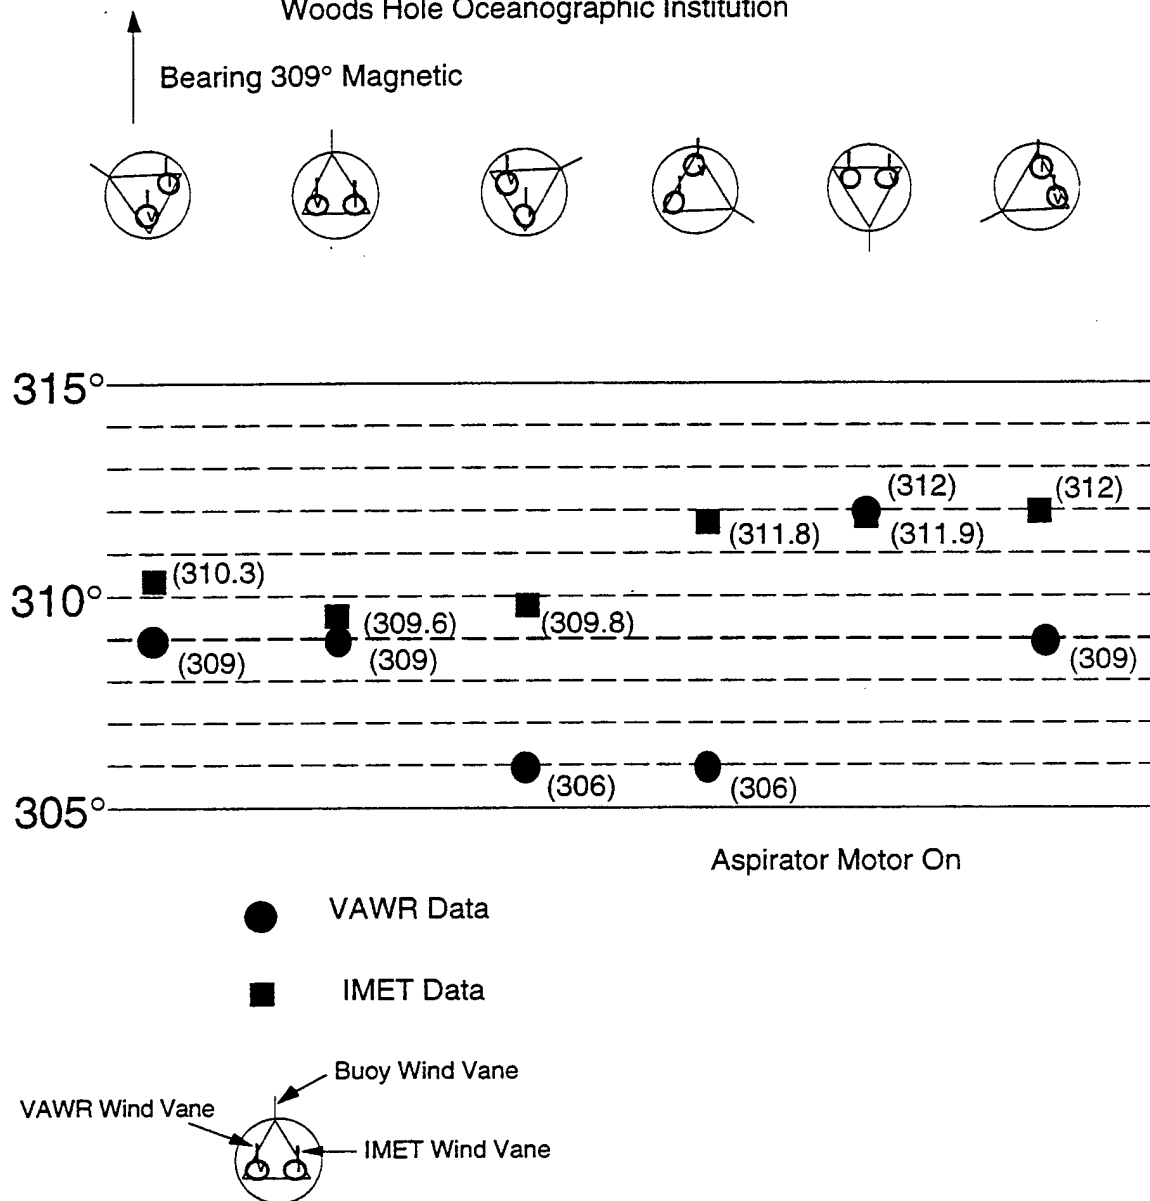 Woods Hole Oceanographic Institution
Bearing 309° Magnetic
315°
(312) (312)
(311.8) (311.9)
(310.3)
310°
(309.6) (309.8)
(309) (309) (309)
(306) (306)
305°
Aspirator Motor On
VAWR Data
IMET Data
Buoy Wind Vane
VAWR Wind Vane
IMET Wind Vane